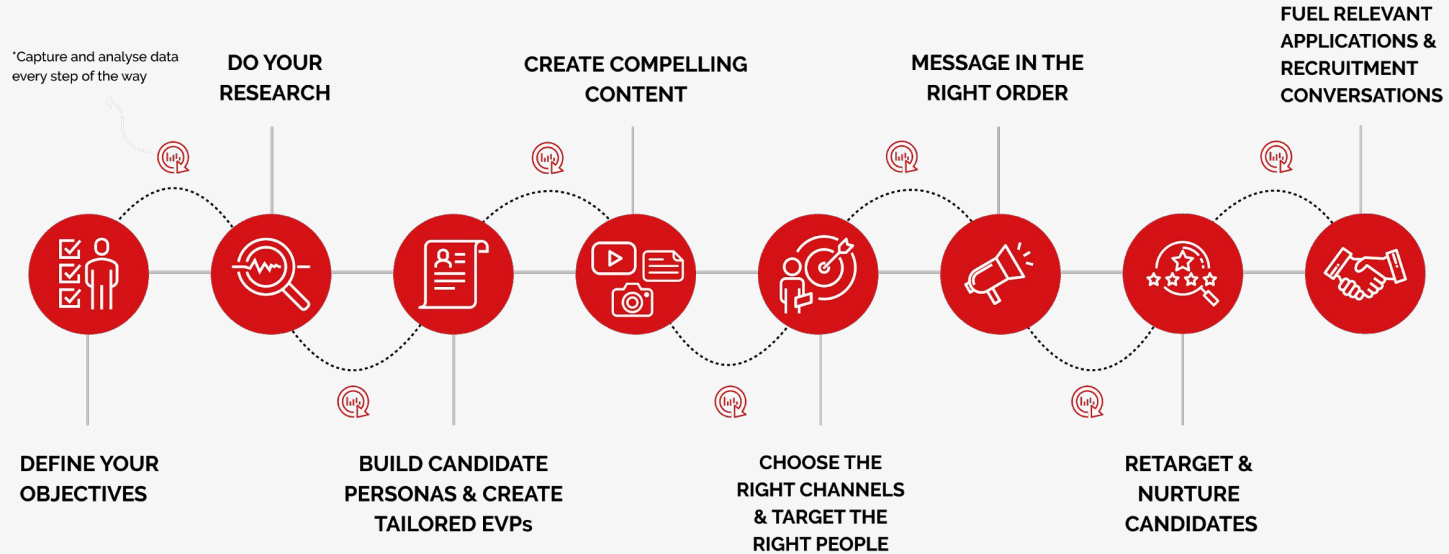 *Capture and analyse data
every step of the way
DEFINE YOUR
OBJECTIVES
DO YOUR
RESEARCH
BUILD CANDIDATE
PERSONAS & CREATE
TAILORED EVPs
CREATE COMPELLING
CONTENT
CHOOSE THE
RIGHT CHANNELS
& TARGET THE
RIGHT PEOPLE
MESSAGE IN THE
RIGHT ORDER
RETARGET &
NURTURE
CANDIDATES
FUEL RELEVANT
APPLICATIONS &
RECRUITMENT
CONVERSATIONS